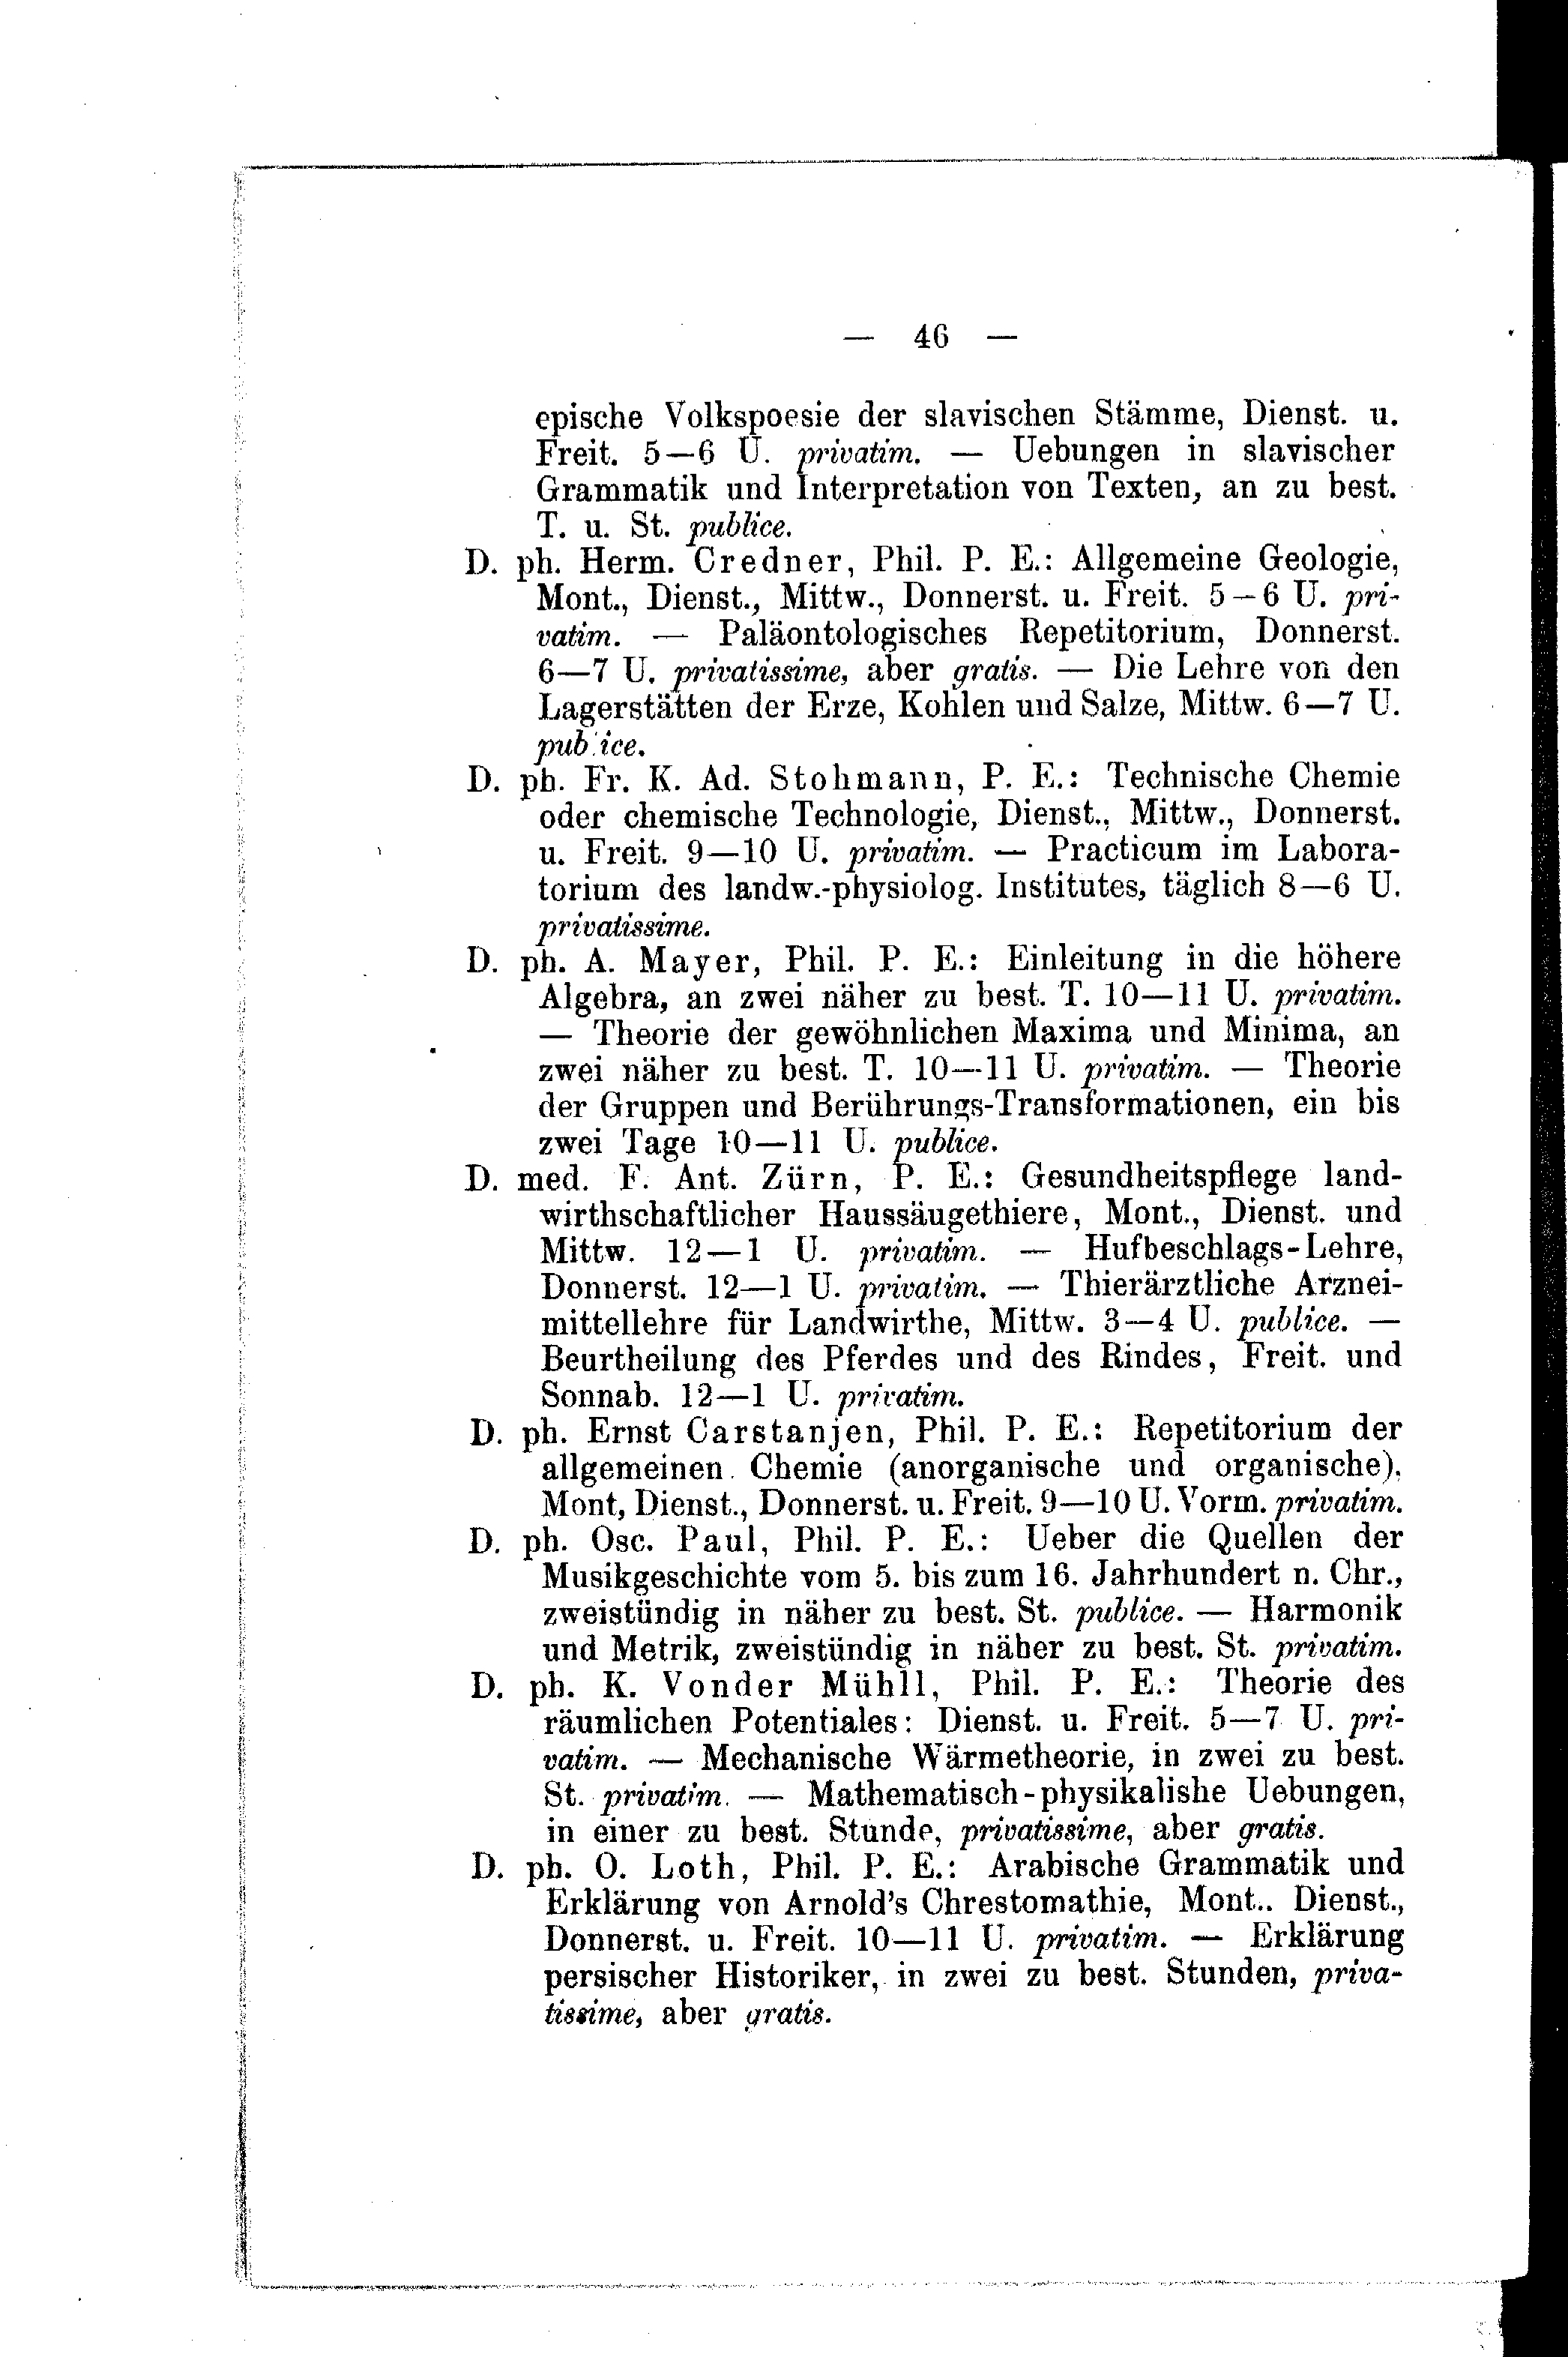 — 46 —
epische Volkspoesie der slavischen Stämme, Dienst. u.
Freit. 5—6 U. privatim. — Uebungen in slavischer
Grammatik und Interpretation von Texten, an zu best.
T. u. St. publice.
D. ph. Herm. Credner, Phil. P. E.: Allgemeine Geologie,
Mont., Dienst., Mittw., Donnerst. u. Freit. 5—6 U. pri-
vatim. — Paläontologisches Repetitorium, Donnerst.
6—7 U. privatissime, aber gratis. — Die Lehre von den
Lagerstätten der Erze, Kohlen und Salze, Mittw. 6—7 U.
publice.
D. ph. Fr. K. Ad. Stohmann, P. E.: Technische Chemie
oder chemische Technologie, Dienst., Mittw., Donnerst.
u. Freit. 9—10 U. privatim. — Practicum im Labora-
torium des landw.-physiolog. Institutes, täglich 8—6 U.
privatissime.
D. ph. A. Mayer, Phil. P. E.: Einleitung in die höhere
Algebra, an zwei näher zu best. T. 10—11 U. privatim.
— Theorie der gewöhnlichen Maxima und Minima, an
zwei näher zu best. T. 10—11 U. privatim. — Theorie
der Gruppen und Berührungs-Transformationen, ein bis
zwei Tage 10—11 U. publice.
D. med. F. Ant. Zürn, P. E.: Gesundheitspflege land-
wirthschaftlicher Haussäugethiere, Mont., Dienst. und
Mittw. 12—1 U. privatim. — Hufbeschlags-Lehre,
Donnerst. 12—1 U. privatim. — Thierärztliche Arznei-
mittellehre für Landwirthe, Mittw. 3—4 U. publice. —
Beurtheilung des Pferdes und des Rindes, Freit. und
Sonnab. 12—1 U. privatim.
D. ph. Ernst Carstanjen, Phil. P. E.: Repetitorium der
allgemeinen Chemie (anorganische und organische),
Mont, Dienst., Donnerst. u. Freit. 9—10 U. Vorm. privatim.
D. ph. Osc. Paul, Phil. P. E.: Ueber die Quellen der
Musikgeschichte vom 5. bis zum 16. Jahrhundert n. Chr.,
zweistündig in näher zu best. St. publice. — Harmonik
und Metrik, zweistündig in näher zu best. St. privatim.
D. ph. K. Vonder Mühll, Phil. P. E.: Theorie des
räumlichen Potentiales: Dienst. u. Freit. 5—7 U. pri-
vatim. — Mechanische Wärmetheorie, in zwei zu best.
St. privatim. — Mathematisch-physikalishe Uebungen,
in einer zu best. Stunde, privatissime, aber gratis.
D. ph. O. Loth, Phil. P. E.: Arabische Grammatik und
Erklärung von Arnold's Chrestomathie, Mont.. Dienst.,
Donnerst. u. Freit. 10—11 U. privatim. — Erklärung
persischer Historiker, in zwei zu best. Stunden, priva-
tissime, aber gratis.